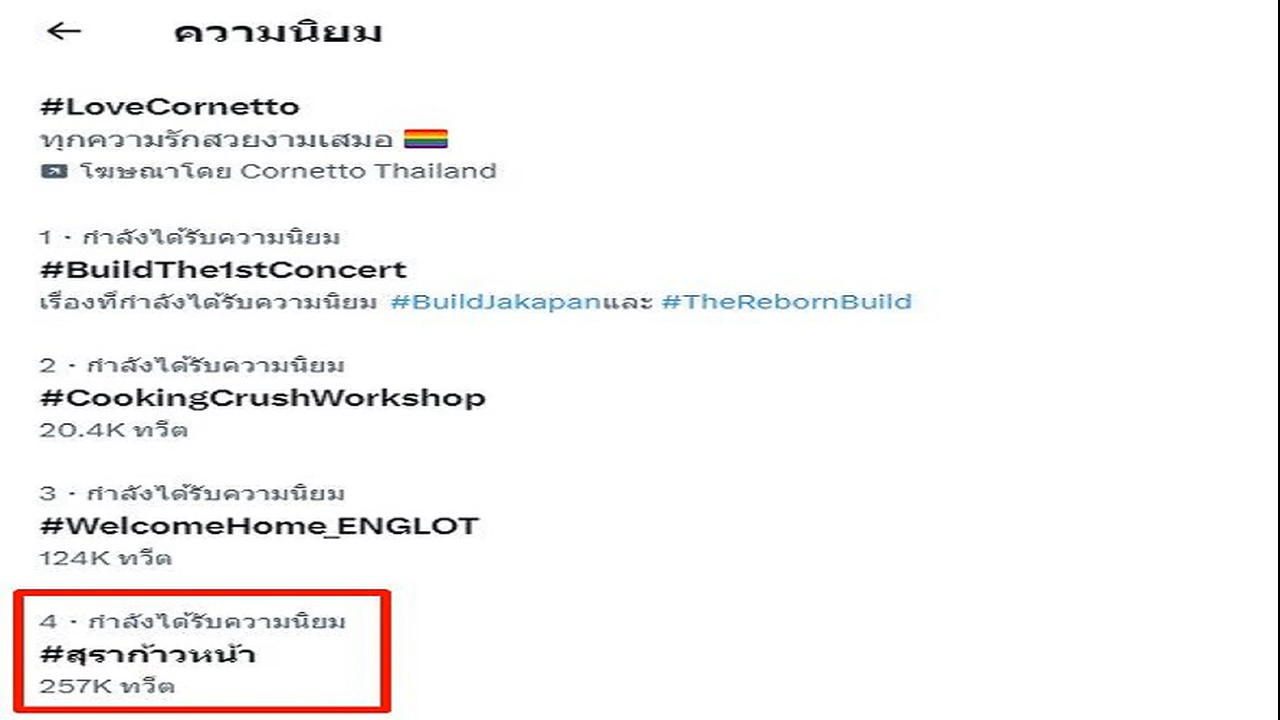 ความนิยม
#LoveCornetto
ทุกความรักสวยงามเสมอ 🏳️‍🌈
โฆษณาโดย Cornetto Thailand
1 · กำลังได้รับความนิยม
#BuildThe1stConcert
เรื่องที่กำลังได้รับความนิยม #BuildJakapanและ #TheRebornBuild
2 · กำลังได้รับความนิยม
#CookingCrushWorkshop
20.4K ทวีต
3 · กำลังได้รับความนิยม
#WelcomeHome_ENGLOT
124K ทวีต
4 · กำลังได้รับความนิยม
#สุราก้าวหน้า
257K ทวีต